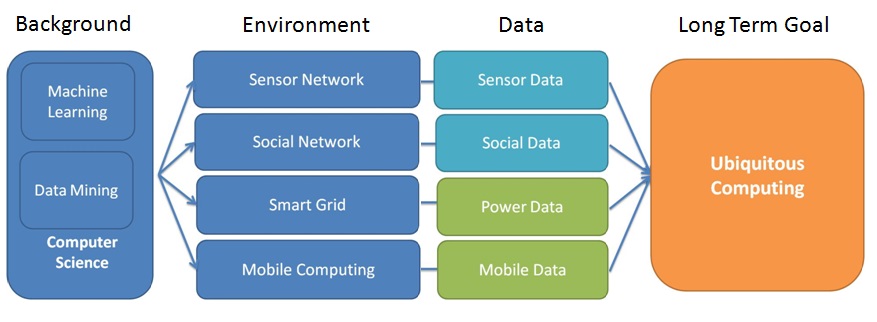 Background Environment Data Long Term Goal
Machine
Learning
Data Mining
Computer
Science
Sensor Network
Social Network
Smart Grid
Mobile Computing
Sensor Data
Social Data
Power Data
Mobile Data
Ubiquitous
Computing